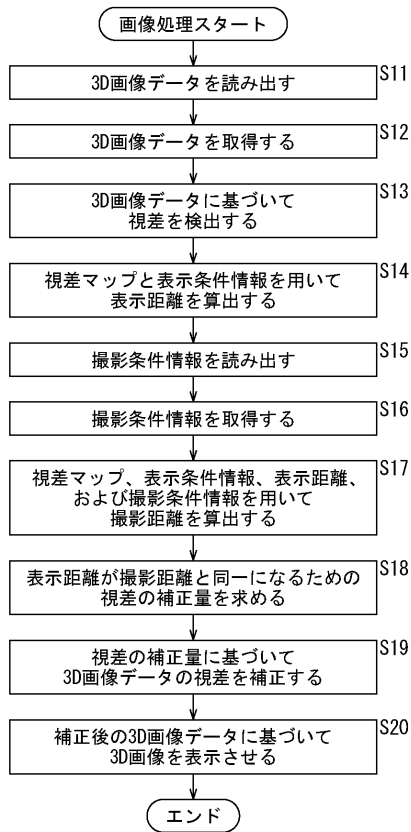 画像処理スタート
S11
3D画像データを読み出す
S12
3D画像データを取得する
S13
3D画像データに基づいて
視差を検出する
S14
視差マップと表示条件情報を用いて
表示距離を算出する
S15
撮影条件情報を読み出す
S16
撮影条件情報を取得する
S17
視差マップ、表示条件情報、表示距離、
および撮影条件情報を用いて
撮影距離を算出する
S18
表示距離が撮影距離と同一になるための
視差の補正量を求める
S19
視差の補正量に基づいて
3D画像データの視差を補正する
S20
補正後の3D画像データに基づいて
3D画像を表示させる
エンド